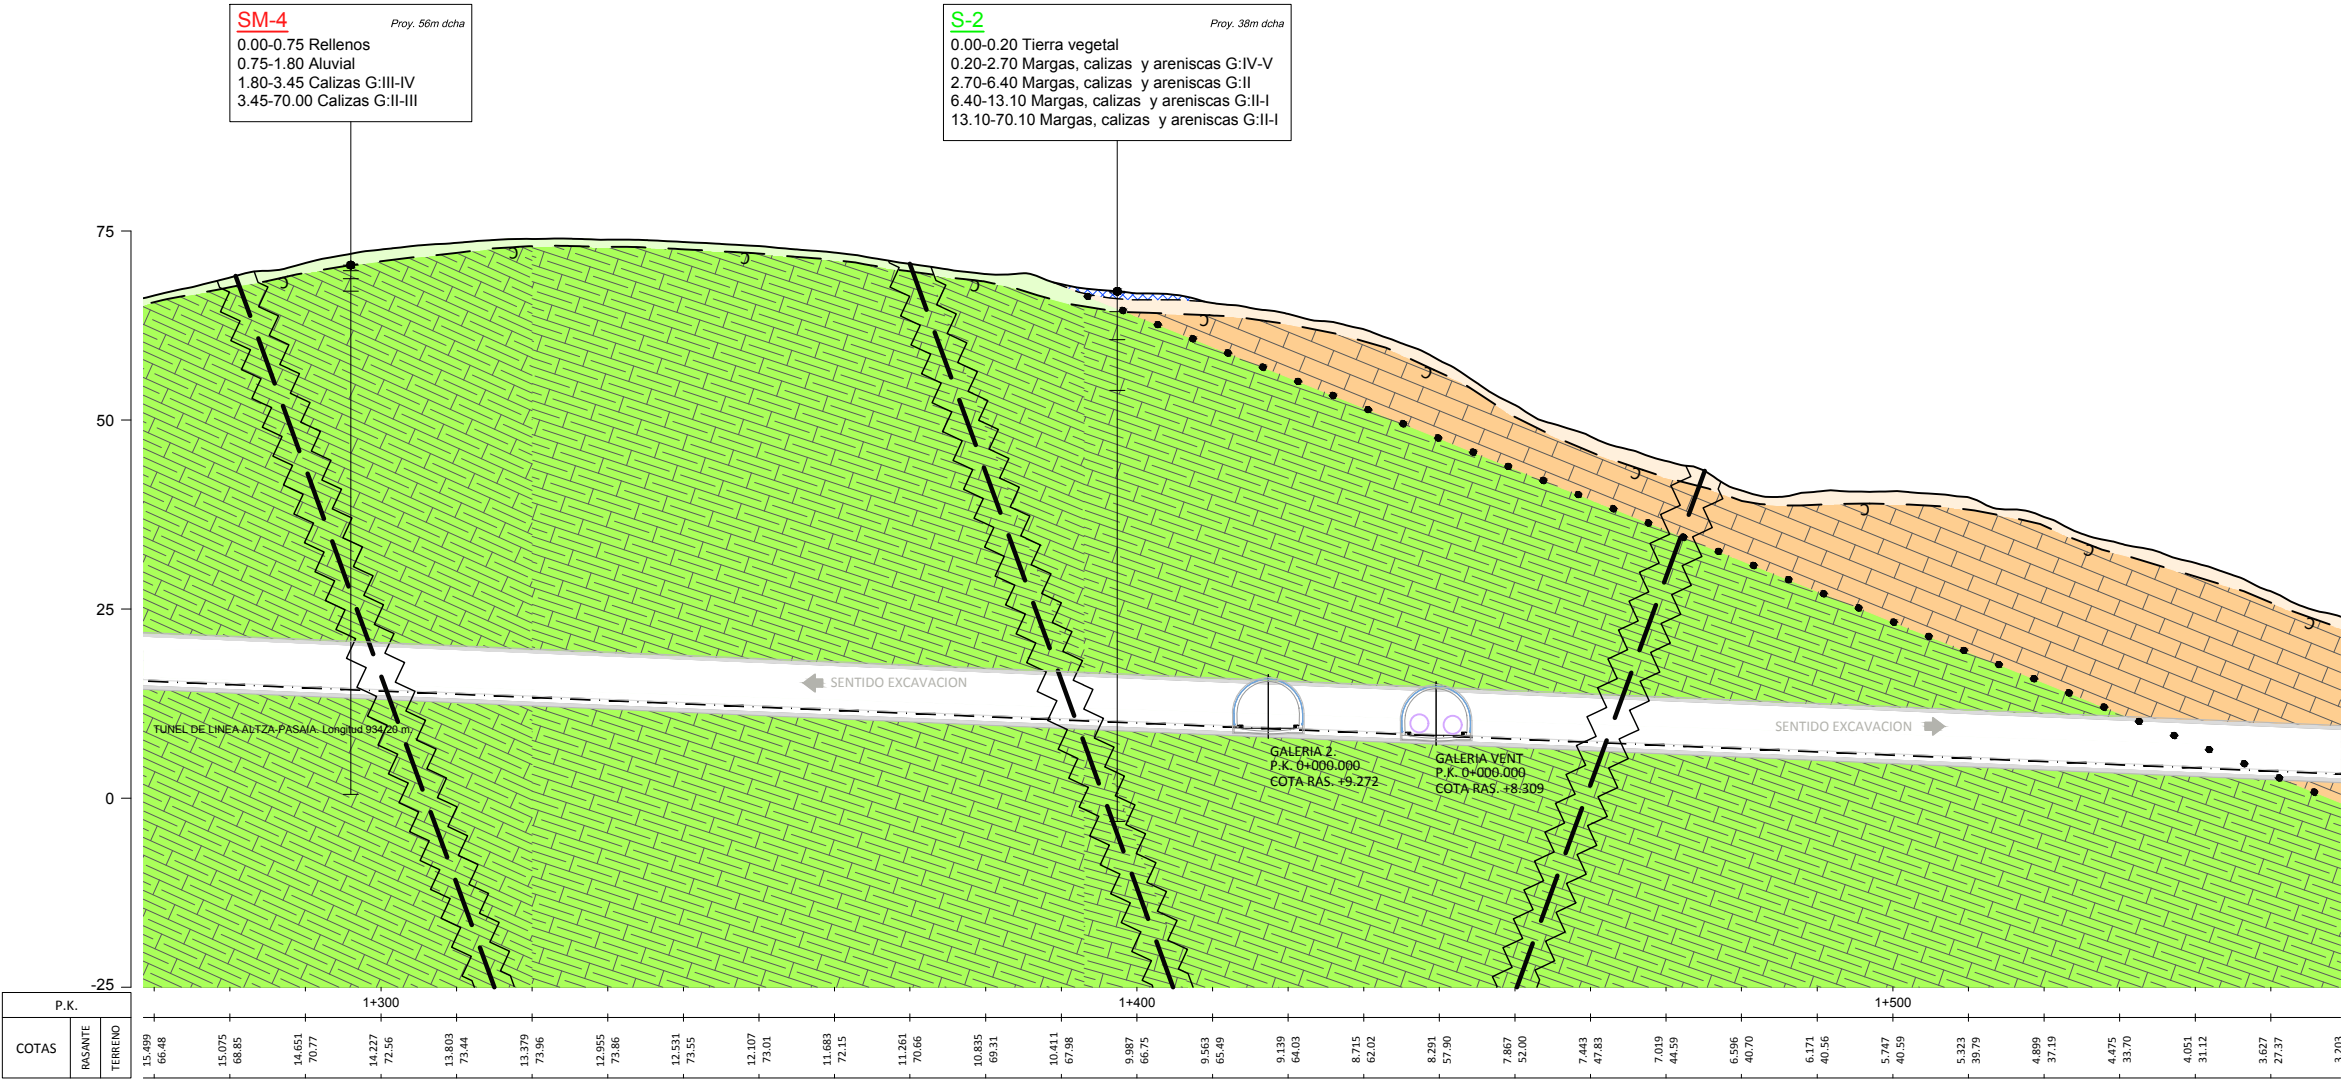 SM-4 Proy. 56m dcha
0.00-0.75 Rellenos
0.75-1.80 Aluvial
1.80-3.45 Calizas G:III-IV
3.45-70.00 Calizas G:II-III
S-2 Proy. 38m dcha
0.00-0.20 Tierra vegetal
0.20-2.70 Margas, calizas y areniscas G:IV-V
2.70-6.40 Margas, calizas y areniscas G:II
6.40-13.10 Margas, calizas y areniscas G:II-I
13.10-70.10 Margas, calizas y areniscas G:II-I
75
50
25
0
-25
SENTIDO EXCAVACION
SENTIDO EXCAVACION
TUNEL DE LINEA ALTZA-PASAIA. Longitud 934.20 m.
GALERIA 2.
P.K. 0+000.000
COTA RAS. +9.272
GALERIA VENT
P.K. 0+000.000
COTA RAS. +8.309
P.K.
1+300
1+400
1+500
COTAS
RASANTE
TERRENO
15.499 66.48
15.075 68.85
14.651 70.77
14.227 72.56
13.803 73.44
13.379 73.96
12.955 73.86
12.531 73.55
12.107 73.01
11.683 72.15
11.261 70.66
10.835 69.31
10.411 67.98
9.987 66.75
9.563 65.49
9.139 64.03
8.715 62.02
8.291 57.90
7.867 52.00
7.443 47.83
7.019 44.59
6.596 40.70
6.171 40.56
5.747 40.59
5.323 39.79
4.899 37.19
4.475 33.70
4.051 31.12
3.627 27.37
3.203